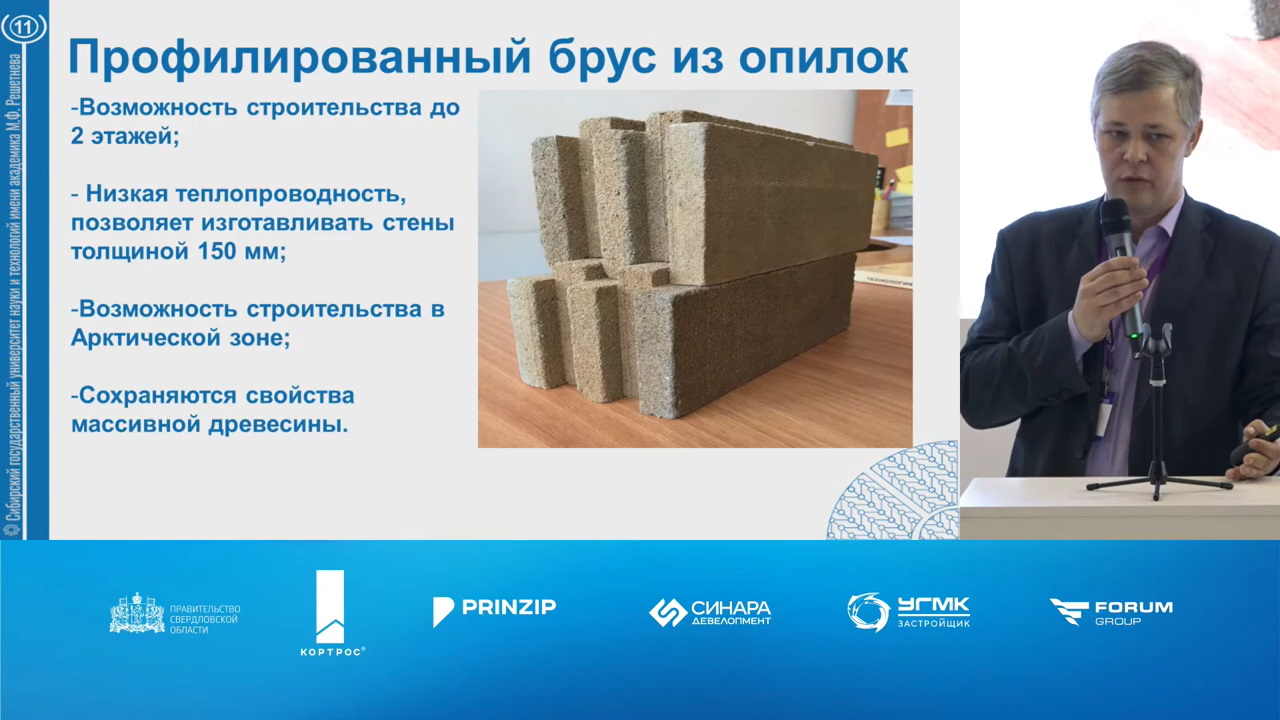 11
Сибирский государственный университет науки и технологий имени академика М.Ф. Решетнева
Профилированный брус из опилок
-Возможность строительства до
2 этажей;
- Низкая теплопроводность,
позволяет изготавливать стены
толщиной 150 мм;
-Возможность строительства в
Арктической зоне;
-Сохраняются свойства
массивной древесины.
ПРАВИТЕЛЬСТВО
СВЕРДЛОВСКОЙ
ОБЛАСТИ
КОРТРОС®
PRINZIP
СИНАРА
ДЕВЕЛОПМЕНТ
УГМК
ЗАСТРОЙЩИК
FORUM
GROUP